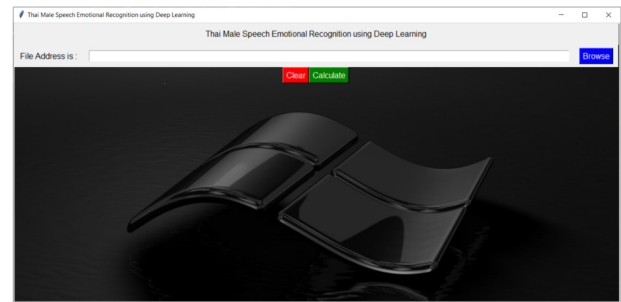 Thai Male Speech Emotional Recognition using Deep Learning
Thai Male Speech Emotional Recognition using Deep Learning
File Address is :
Browse
Clear
Calculate